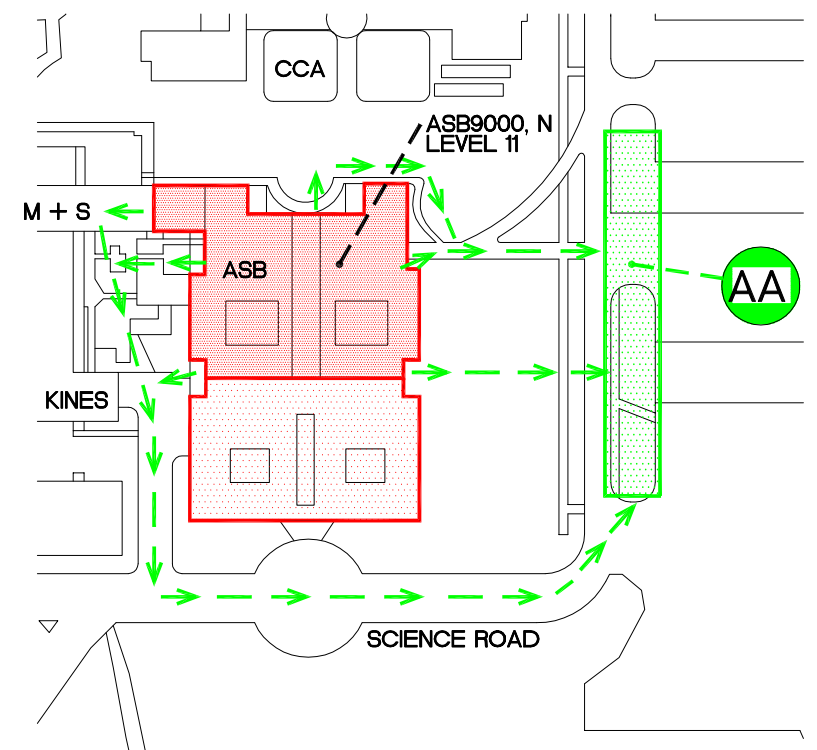 CCA
ASB9000, N
LEVEL 11
M + S
ASB
AA
KINES
SCIENCE ROAD